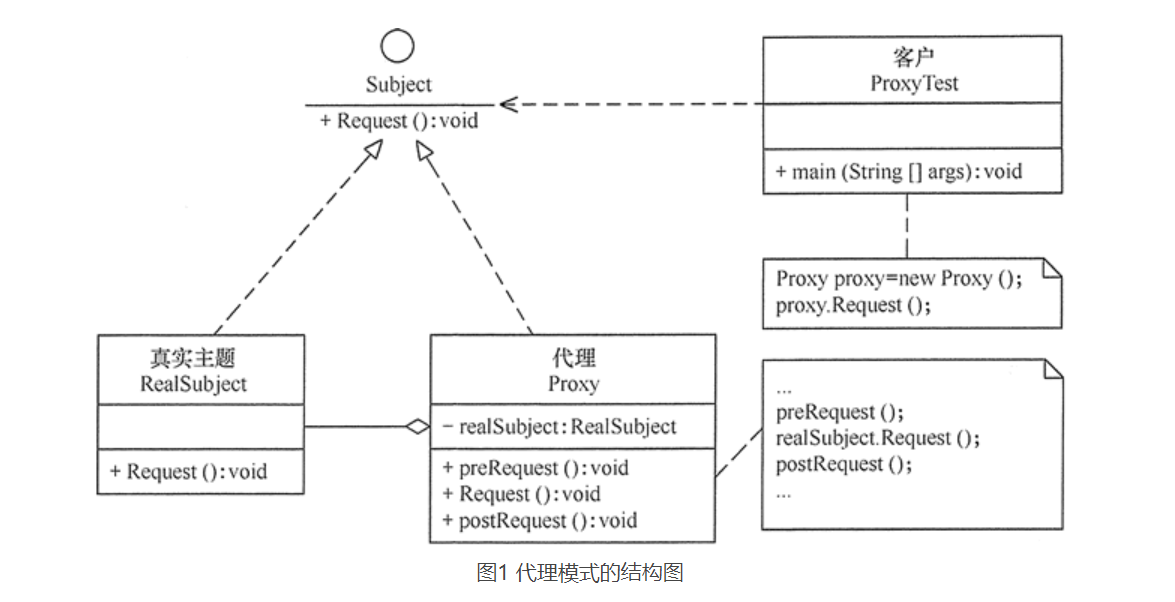 Subject
+ Request ( ) : void
客户
ProxyTest
+ main (String [] args) : void
Proxy proxy=new Proxy ( );
proxy.Request ( );
真实主题
RealSubject
+ Request ( ) : void
代理
Proxy
− realSubject : RealSubject
+ preRequest ( ) : void
+ Request ( ) : void
+ postRequest ( ) : void
...
preRequest ( );
realSubject.Request ( );
postRequest ( );
...
图1 代理模式的结构图